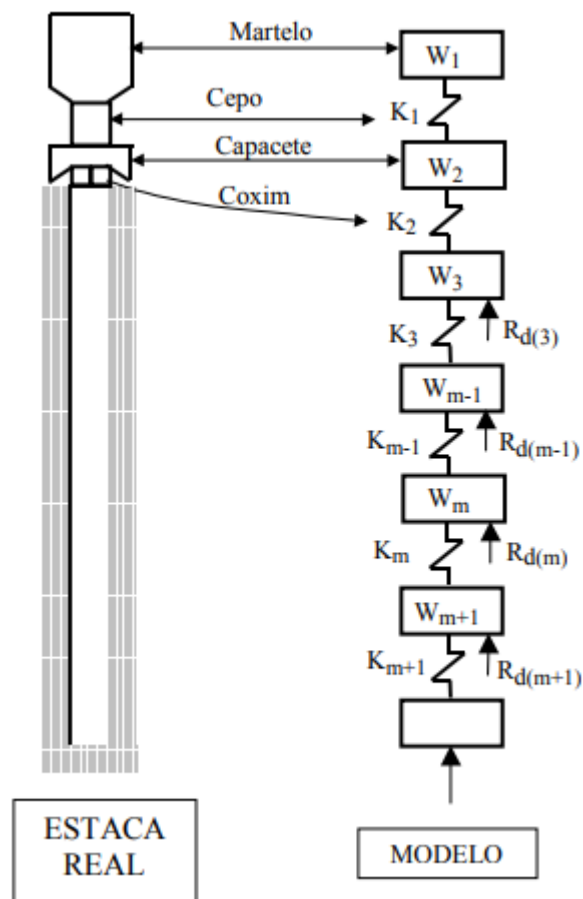 Martelo
W1
Cepo
K1
Capacete
W2
Coxim
K2
W3
Rd(3)
K3
Wm-1
Rd(m-1)
Km-1
Wm
Rd(m)
Km
Wm+1
Rd(m+1)
Km+1
ESTACA
REAL
MODELO